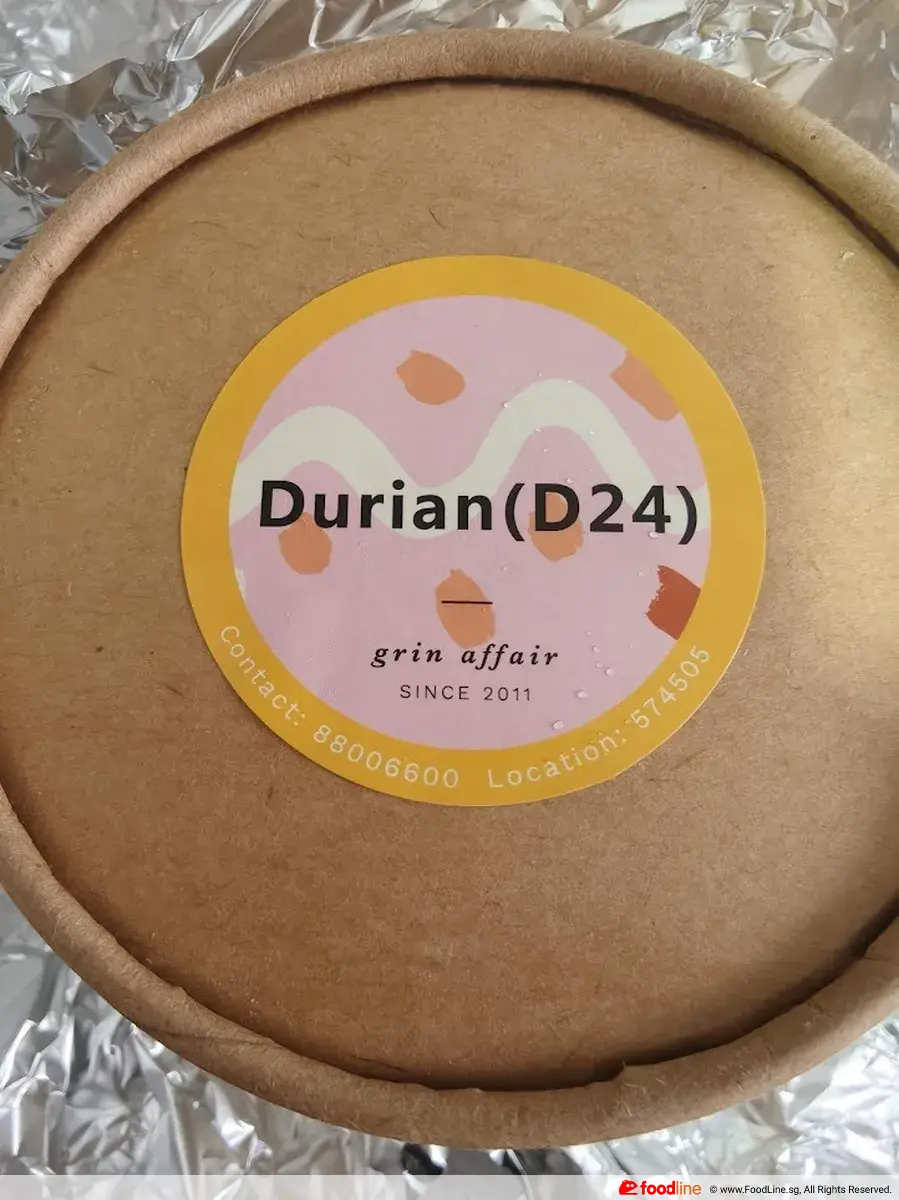 Durian(D24)
grin affair
SINCE 2011
Contact: 88006600 Location: 574505
foodline © www.FoodLine.sg, All Rights Reserved.